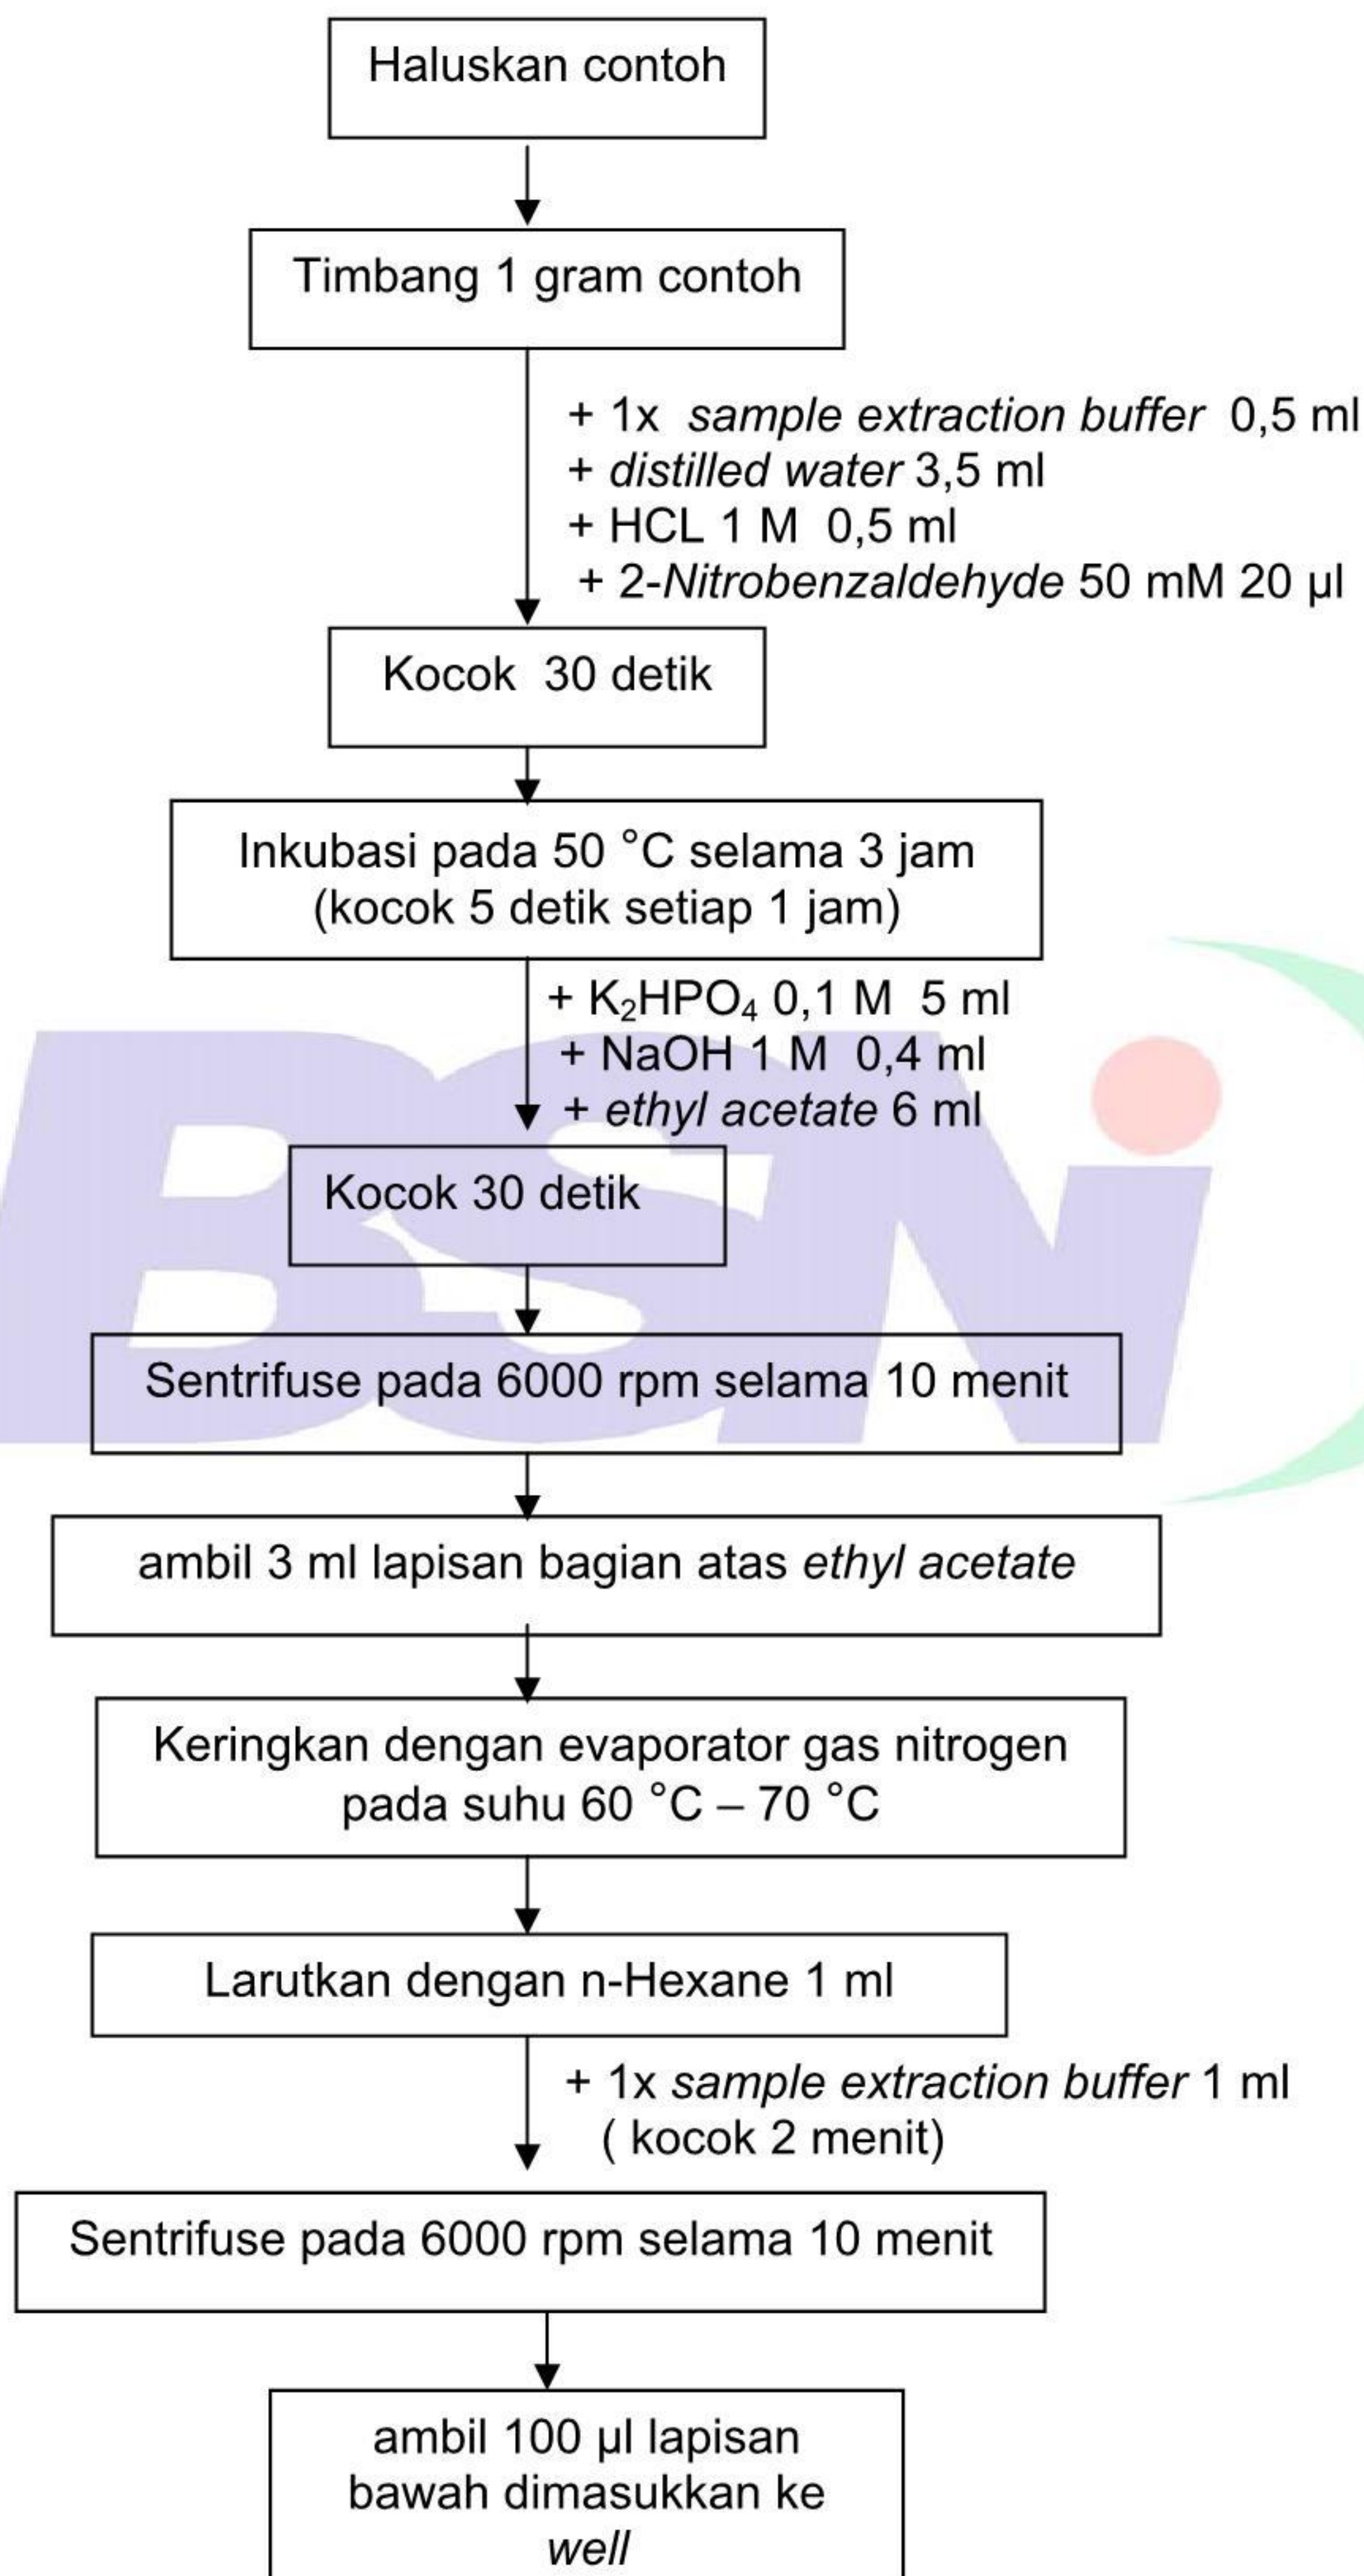 Haluskan contoh
Timbang 1 gram contoh
+ 1x sample extraction buffer 0,5 ml
+ distilled water 3,5 ml
+ HCL 1 M 0,5 ml
+ 2-Nitrobenzaldehyde 50 mM 20 µl
Kocok 30 detik
Inkubasi pada 50 °C selama 3 jam
(kocok 5 detik setiap 1 jam)
+ K₂HPO₄ 0,1 M 5 ml
+ NaOH 1 M 0,4 ml
+ ethyl acetate 6 ml
Kocok 30 detik
BSNi
Sentrifuse pada 6000 rpm selama 10 menit
ambil 3 ml lapisan bagian atas ethyl acetate
Keringkan dengan evaporator gas nitrogen
pada suhu 60 °C – 70 °C
Larutkan dengan n-Hexane 1 ml
+ 1x sample extraction buffer 1 ml
( kocok 2 menit)
Sentrifuse pada 6000 rpm selama 10 menit
ambil 100 µl lapisan
bawah dimasukkan ke
well